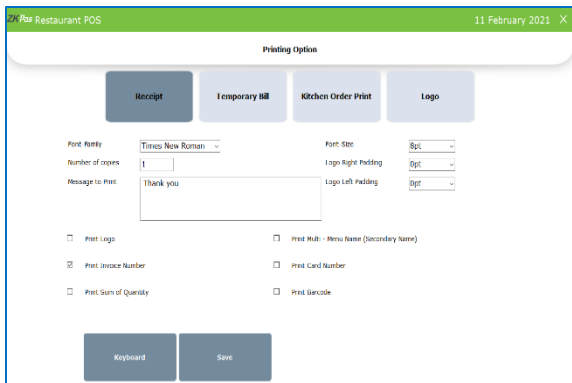 ZKPos Restaurant POS 11 February 2021 X
Printing Option
Receipt Temporary Bill Kitchen Order Print Logo
Font Family Times New Roman Font Size 8pt
Number of copies 1 Logo Right Padding 0pt
Message to Print Thank you Logo Left Padding 0pt
Print Logo Print Multi - Menu Name (Secondary Name)
Print Invoice Number Print Card Number
Print Sum of Quantity Print Barcode
Keyboard Save